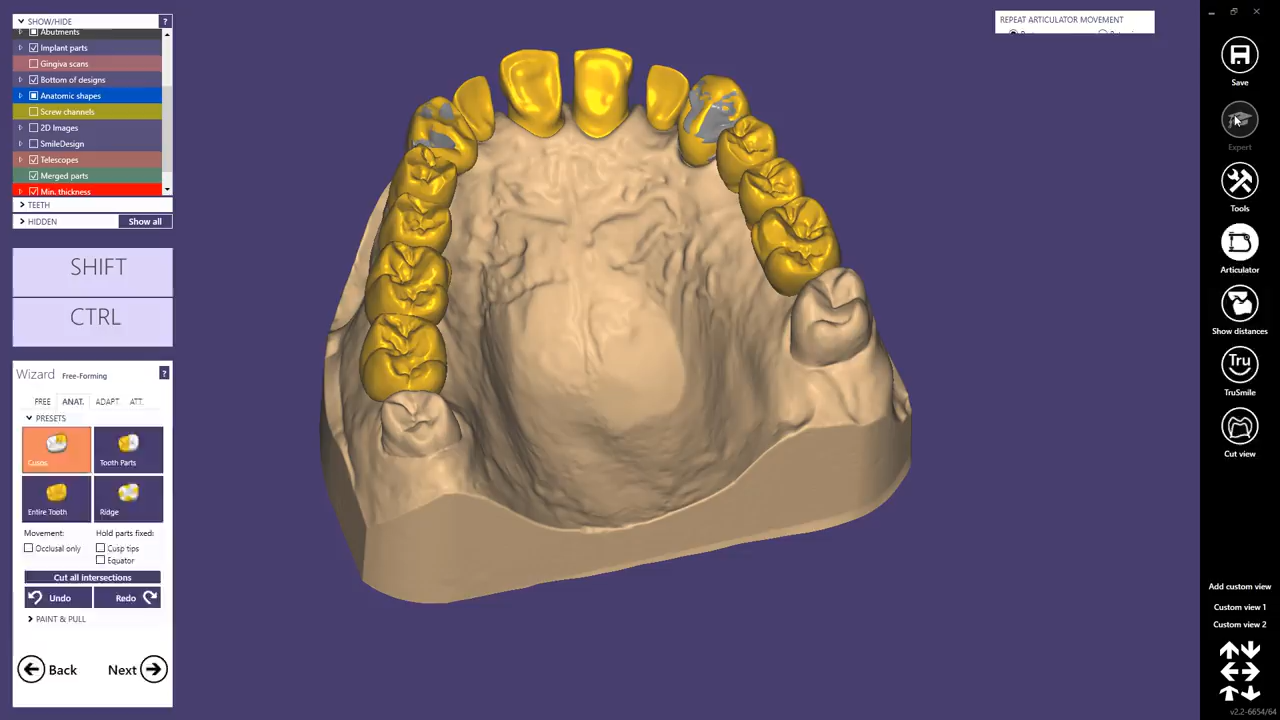 SHOW/HIDE
?
Abutments
Implant parts
Gingiva scans
Bottom of designs
Anatomic shapes
Screw channels
2D Images
SmileDesign
Telescopes
Merged parts
Min. thickness
TEETH
HIDDEN
Show all
SHIFT
CTRL
Wizard Free-Forming
?
FREE ANAT. ADAPT. ATT.
PRESETS
Cusps
Tooth Parts
Entire Tooth
Ridge
Movement:
Hold parts fixed:
Occlusal only
Cusp tips
Equator
Cut all intersections
Undo
Redo
PAINT & PULL
Back
Next
REPEAT ARTICULATOR MOVEMENT
Save
Expert
Tools
Articulator
Show distances
Tru
TruSmile
Cut view
Add custom view
Custom view 1
Custom view 2
v2.2-6654/64